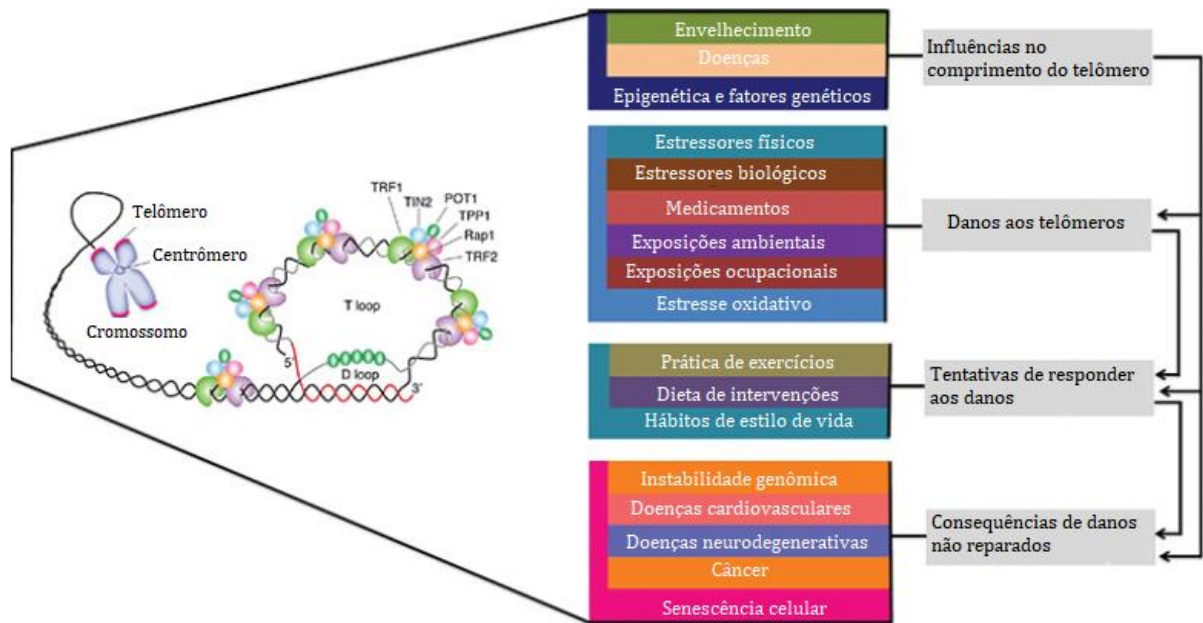 Telômero
Centrômero
Cromossomo
TRF1
TIN2
POT1
TPP1
Rap1
TRF2
T loop
5'
D loop
3'
Envelhecimento
Doenças
Epigenética e fatores genéticos
Influências no
comprimento do telômero
Estressores físicos
Estressores biológicos
Medicamentos
Exposições ambientais
Exposições ocupacionais
Estresse oxidativo
Danos aos telômeros
Prática de exercícios
Dieta de intervenções
Hábitos de estilo de vida
Tentativas de responder
aos danos
Instabilidade genômica
Doenças cardiovasculares
Doenças neurodegenerativas
Câncer
Senescência celular
Consequências de danos
não reparados